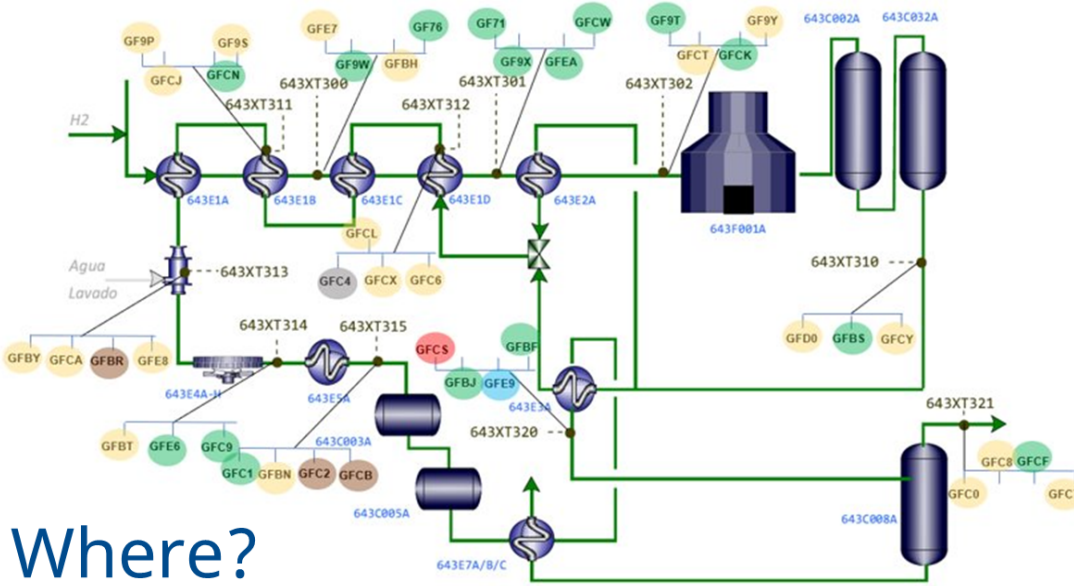 GF9P
GFCJ
GF9S
GFCN
GFE7
GF9W
GF76
GFBH
GF71
GF9X
GFCW
GFEA
GF9T
GFCT
GF9Y
GFCK
643C002A
643C032A
H2
643XT311
643XT300
643XT312
643XT301
643XT302
643E1A
643E1B
643E1C
643E1D
643E2A
643F001A
GFCL
GFC4
GFCX
GFC6
Agua
Lavado
643XT313
643XT310
GFD0
GFBS
GFCY
GFBY
GFCA
GFBR
GFE8
643XT314
643XT315
643E4A-H
643E5A
GFCS
GFBJ
GFE9
GFBF
643E3A
643XT320
643XT321
GFBT
GFE6
GFC9
GFC1
GFBN
GFC2
GFCB
643C003A
643C005A
643E7A/B/C
643C008A
GFC8
GFCF
GFC0
Where?